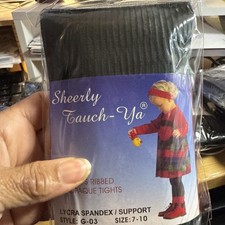 Sheerly
Touch-Ya®
RIBBED
TIGHTS
LYCRA SPANDEX / SUPPORT
STYLE: G-03 SIZE: 7-10